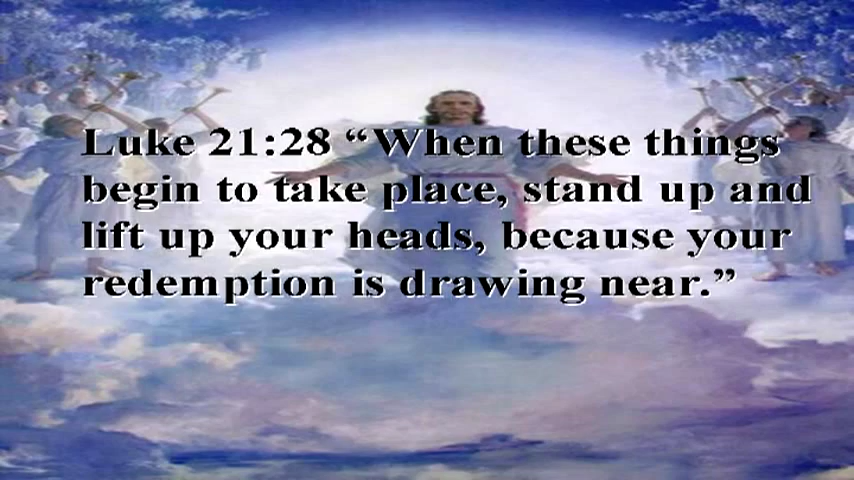 Luke 21:28 “When these things
begin to take place, stand up and
lift up your heads, because your
redemption is drawing near.”